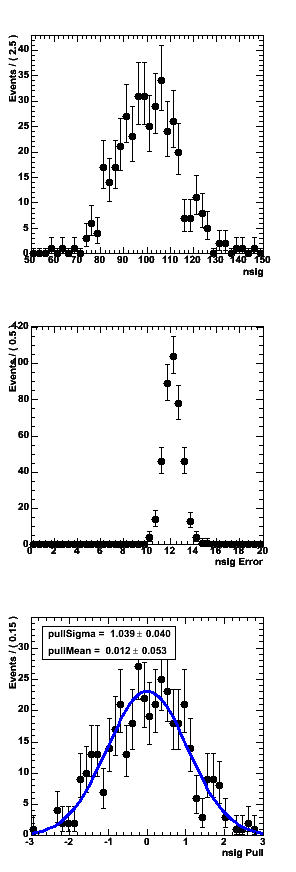 Events / ( 2.5 )
40
35
30
25
20
15
10
5
0
50 60 70 80 90 100 110 120 130 140 150
nsig
Events / ( 0.5 )
120
100
80
60
40
20
0
0 2 4 6 8 10 12 14 16 18 20
nsig Error
Events / ( 0.15 )
pullSigma = 1.039 ± 0.040
pullMean = 0.012 ± 0.053
35
30
25
20
15
10
5
0
-3 -2 -1 0 1 2 3
nsig Pull